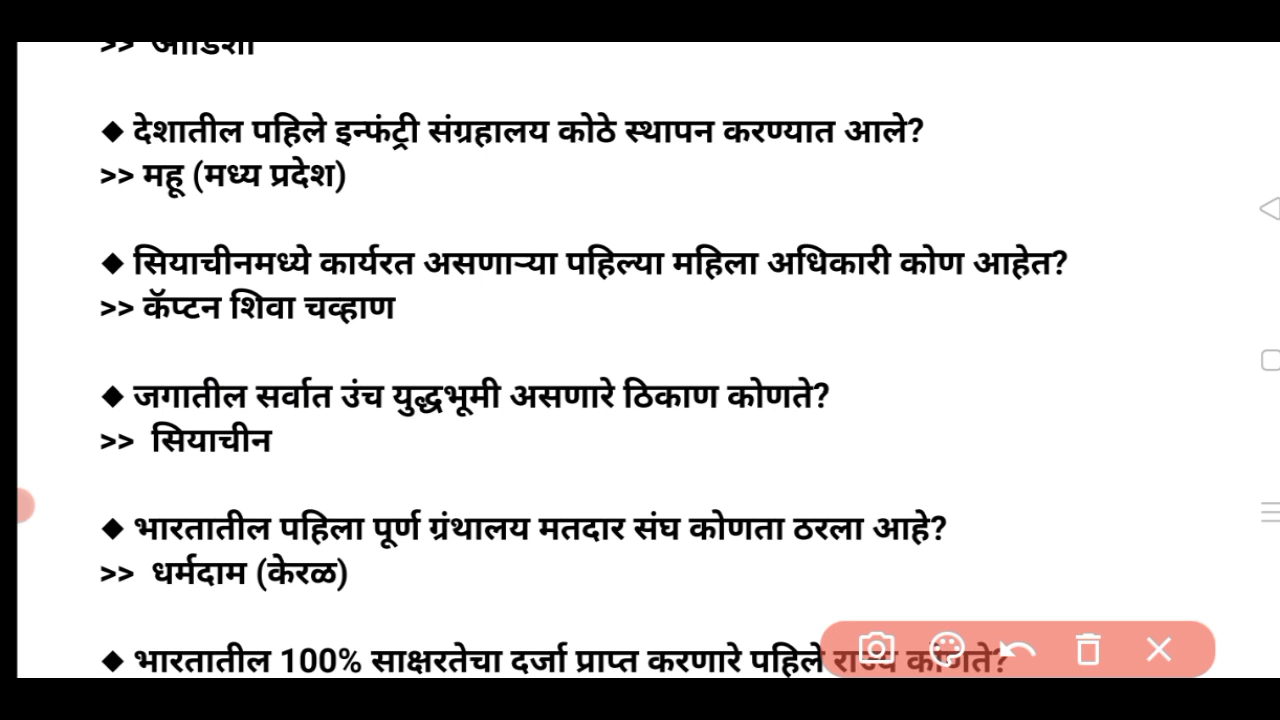 >> ओडिशा
◆ देशातील पहिले इन्फंट्री संग्रहालय कोठे स्थापन करण्यात आले?
>> महू (मध्य प्रदेश)
◆ सियाचीनमध्ये कार्यरत असणाऱ्या पहिल्या महिला अधिकारी कोण आहेत?
>> कॅप्टन शिवा चव्हाण
◆ जगातील सर्वात उंच युद्धभूमी असणारे ठिकाण कोणते?
>> सियाचीन
◆ भारतातील पहिला पूर्ण ग्रंथालय मतदार संघ कोणता ठरला आहे?
>> धर्मदाम (केरळ)
◆ भारतातील 100% साक्षरतेचा दर्जा प्राप्त करणारे पहिले राज्य कोणते?